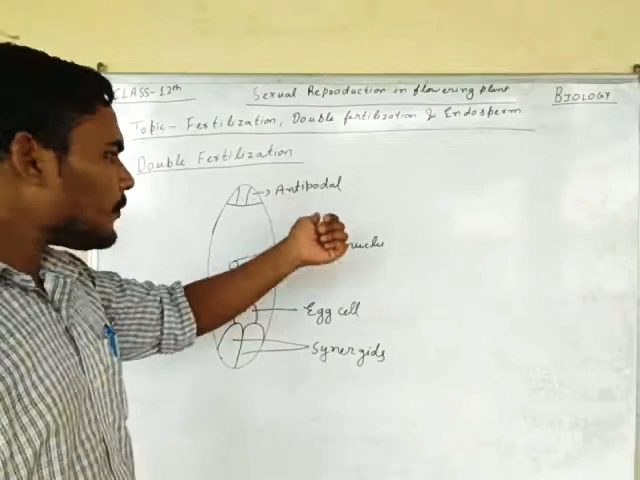 CLASS-12th Sexual Reproduction in flowering plant BIOLOGY
Topic- Fertilization, Double fertilization & Endosperm
Double Fertilization
Antipodal
Egg cell
Synergids